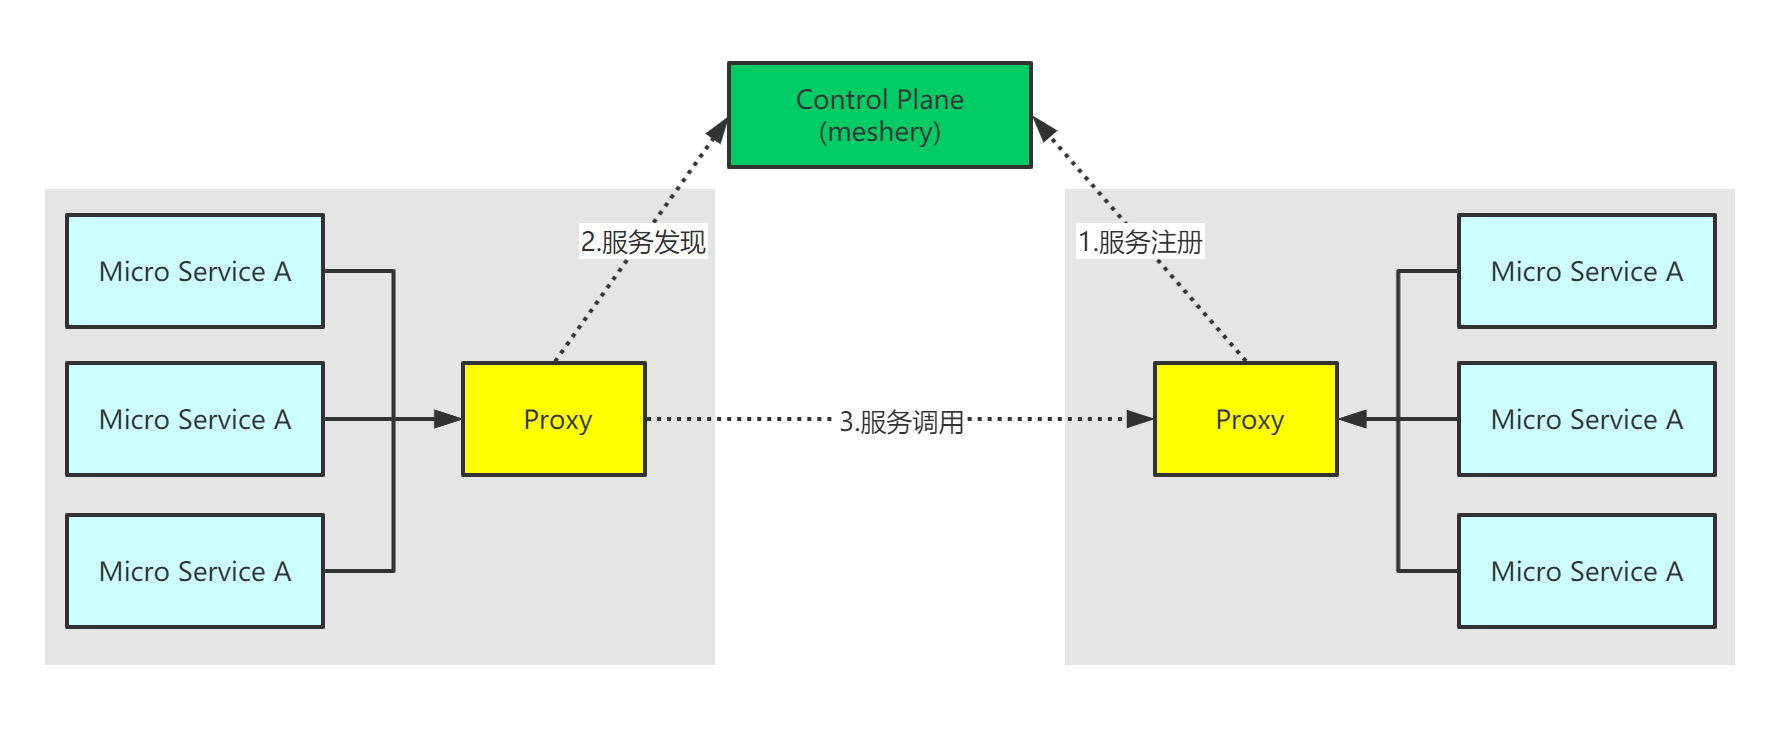 Control Plane
(meshery)
2.服务发现
1.服务注册
Micro Service A
Micro Service A
Micro Service A
Proxy
3.服务调用
Proxy
Micro Service A
Micro Service A
Micro Service A